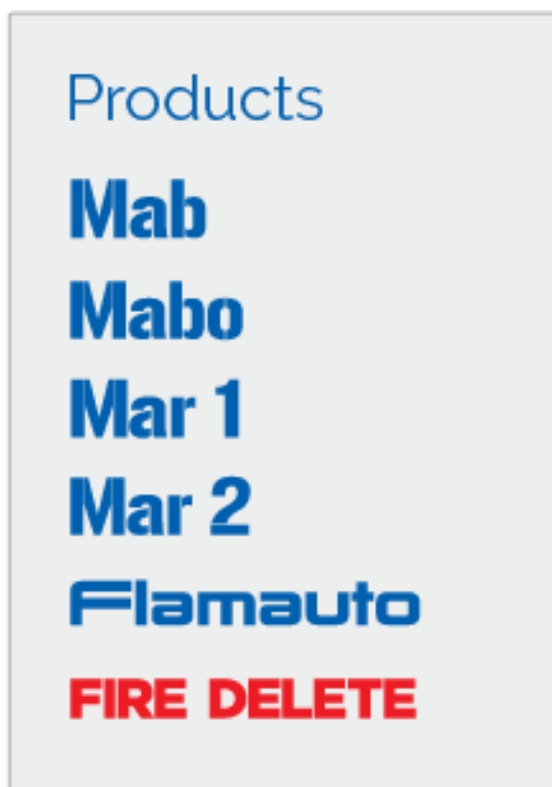 Products
Mab
Mabo
Mar 1
Mar 2
Flamauto
FIRE DELETE